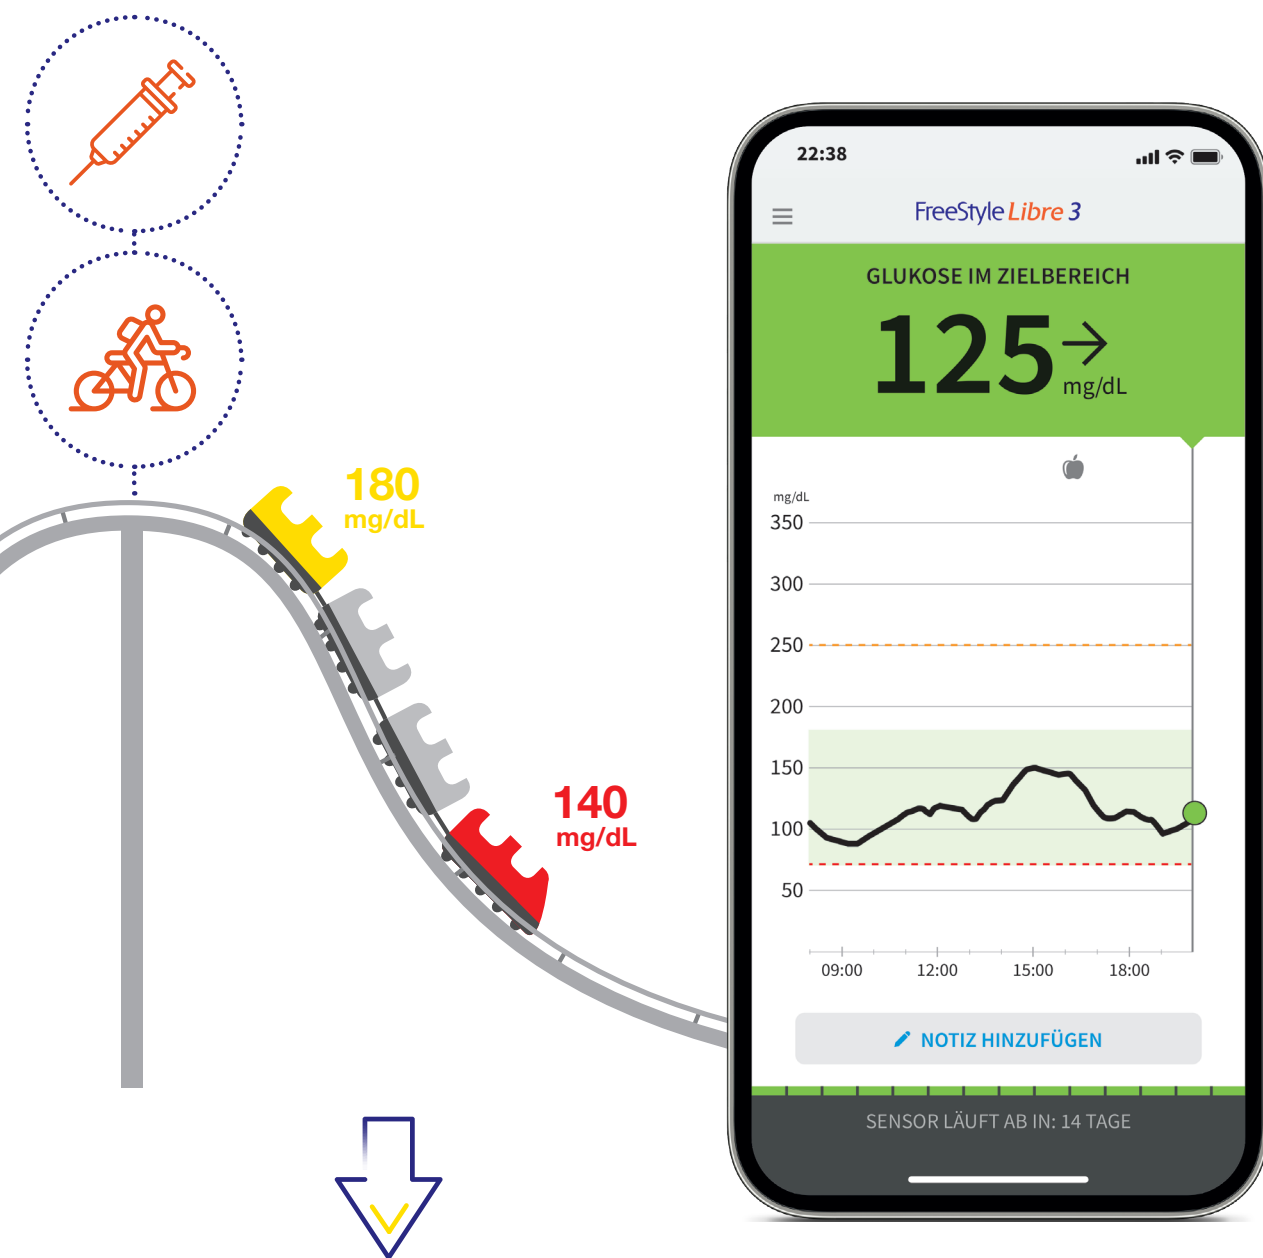 180
mg/dL
140
mg/dL
22:38
FreeStyle Libre 3
GLUKOSE IM ZIELBEREICH
125
mg/dL
mg/dL
350
300
250
200
150
100
50
09:00 12:00 15:00 18:00
NOTIZ HINZUFÜGEN
SENSOR LÄUFT AB IN: 14 TAGE